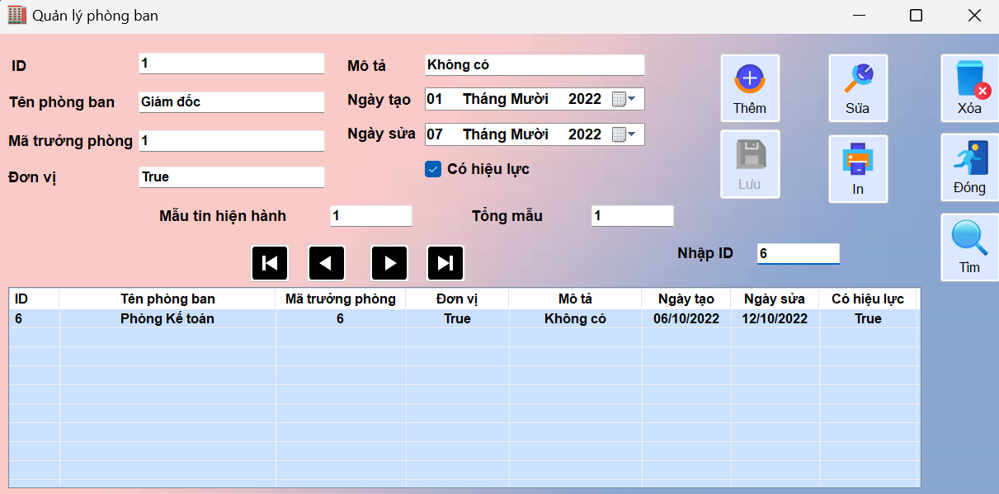 Quản lý phòng ban
ID 1 Mô tả Không có
Tên phòng ban Giám đốc Ngày tạo 01 Tháng Mười 2022
Mã trưởng phòng 1 Ngày sửa 07 Tháng Mười 2022
Đơn vị True Có hiệu lực
Thêm Sửa Xóa
Lưu In Đóng
Mẫu tin hiện hành 1 Tổng mẫu 1
Nhập ID 6 Tìm
ID Tên phòng ban Mã trưởng phòng Đơn vị Mô tả Ngày tạo Ngày sửa Có hiệu lực
6 Phòng Kế toán 6 True Không có 06/10/2022 12/10/2022 True